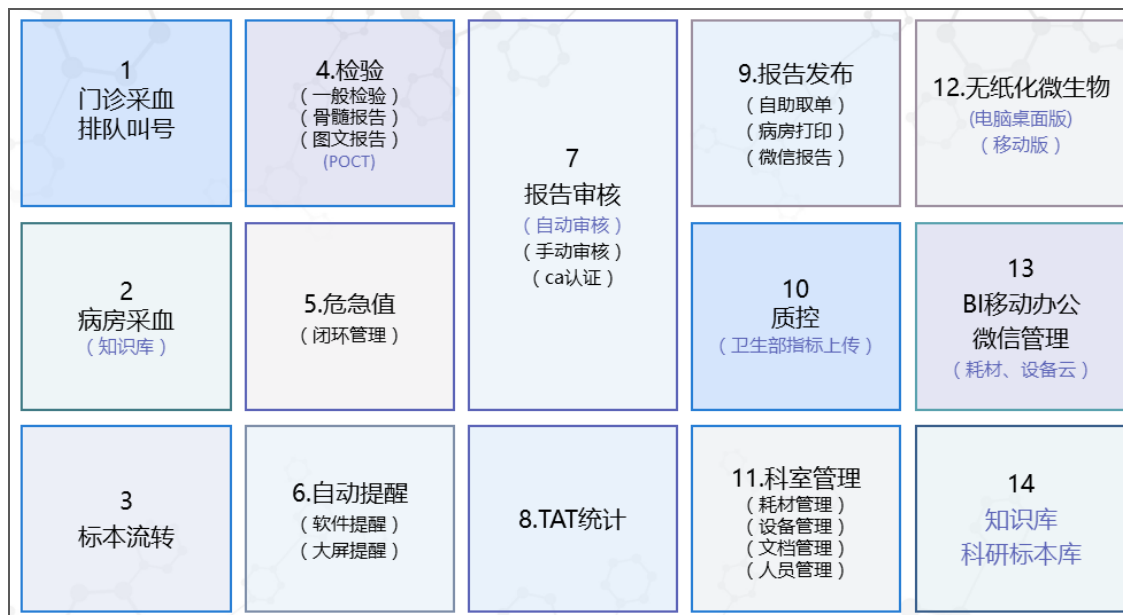 1
门诊采血
排队叫号
2
病房采血
（知识库）
3
标本流转
4.检验
（一般检验）
（骨髓报告）
（图文报告）
(POCT)
5.危急值
（闭环管理）
6.自动提醒
（软件提醒）
（大屏提醒）
7
报告审核
（自动审核）
（手动审核）
（ca认证）
8.TAT统计
9.报告发布
（自助取单）
（病房打印）
（微信报告）
10
质控
（卫生部指标上传）
11.科室管理
（耗材管理）
（设备管理）
（文档管理）
（人员管理）
12.无纸化微生物
(电脑桌面版)
（移动版）
13
BI移动办公
微信管理
（耗材、设备云）
14
知识库
科研标本库